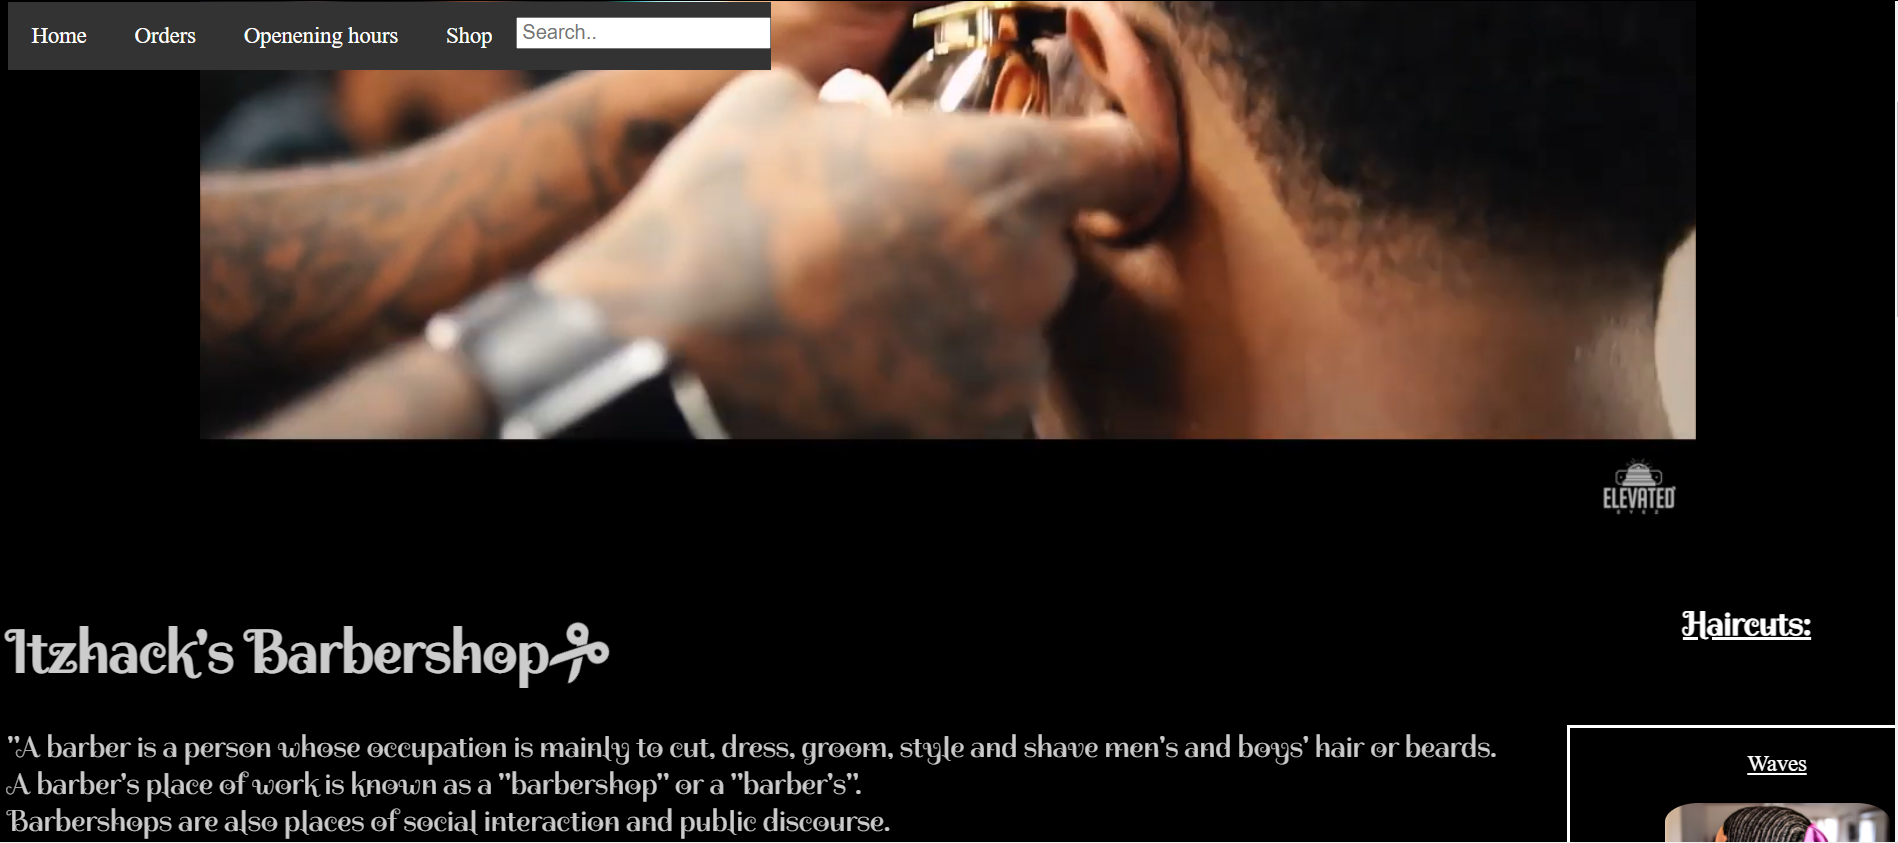 Home Orders Openening hours Shop Search..
ELEVATED
Itzhack's Barbershop
Haircuts:
"A barber is a person whose occupation is mainly to cut, dress, groom, style and shave men's and boys' hair or beards.
A barber's place of work is known as a "barbershop" or a "barber's".
Barbershops are also places of social interaction and public discourse.
Waves